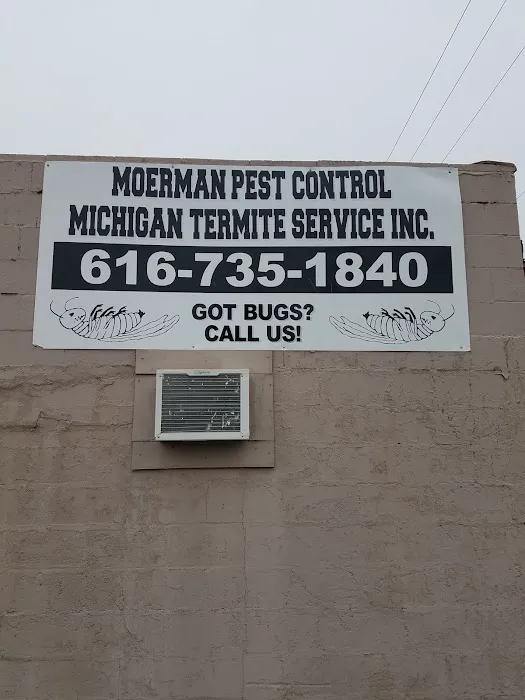 MOERMAN PEST CONTROL
MICHIGAN TERMITE SERVICE INC.
616-735-1840
GOT BUGS?
CALL US!